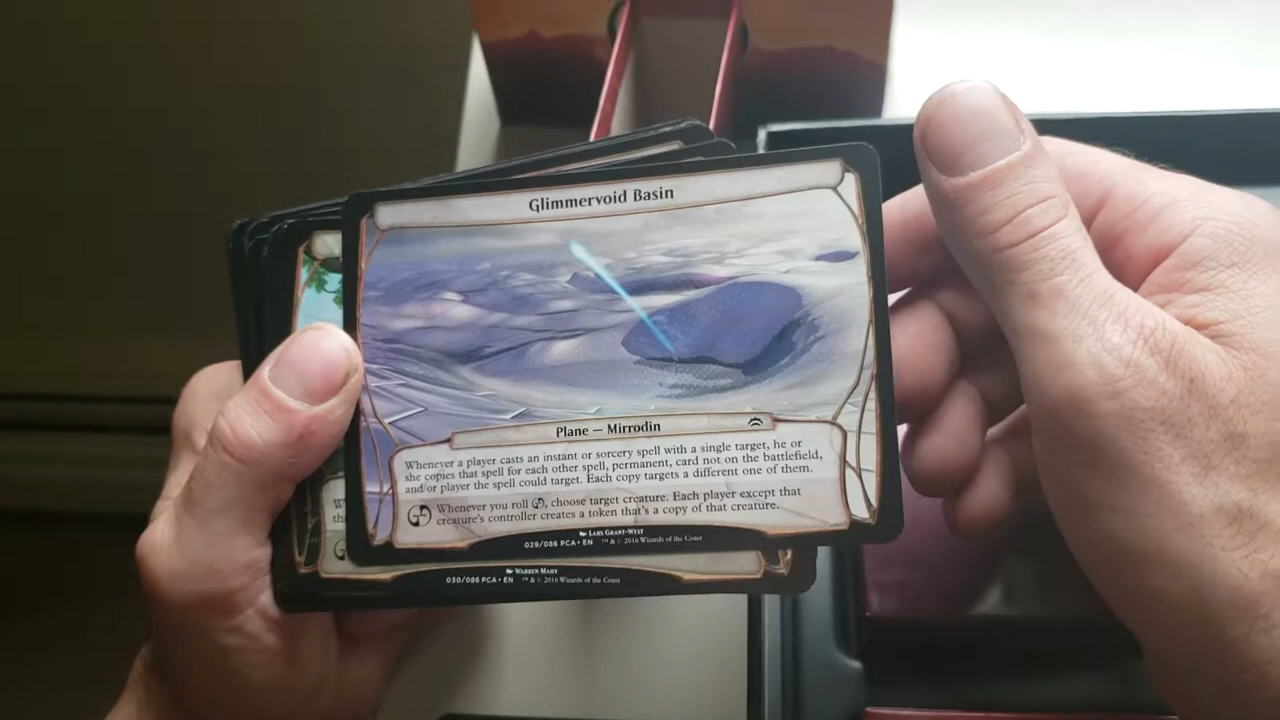 Glimmervoid Basin
Plane — Mirrodin
Whenever a player casts an instant or sorcery spell with a single target, he or
she copies that spell for each other spell, permanent, card not on the battlefield,
and/or player the spell could target. Each copy targets a different one of them.
Whenever you roll , choose target creature. Each player except that
creature's controller creates a token that's a copy of that creature.
Lars Grant-West
029/086 PCA • EN ™ & © 2016 Wizards of the Coast
Warren Mahy
030/086 PCA • EN ™ & © 2016 Wizards of the Coast